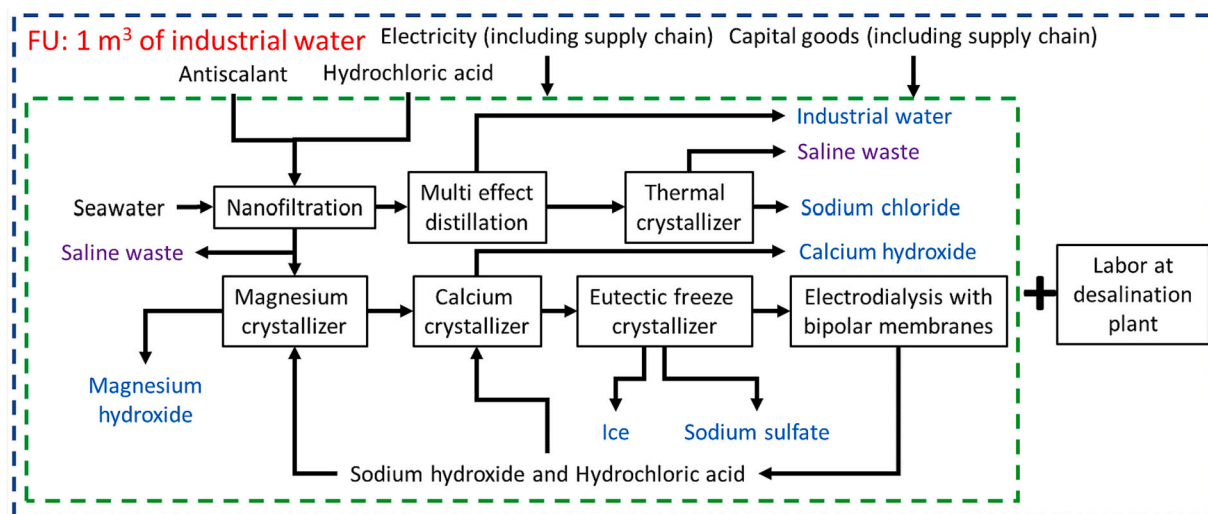 FU: 1 m³ of industrial water
Electricity (including supply chain)
Capital goods (including supply chain)
Antiscalant
Hydrochloric acid
Industrial water
Saline waste
Seawater
Nanofiltration
Multi effect
distillation
Thermal
crystallizer
Sodium chloride
Saline waste
Calcium hydroxide
Magnesium
crystallizer
Calcium
crystallizer
Eutectic freeze
crystallizer
Electrodialysis with
bipolar membranes
+
Labor at
desalination
plant
Magnesium
hydroxide
Ice
Sodium sulfate
Sodium hydroxide and Hydrochloric acid